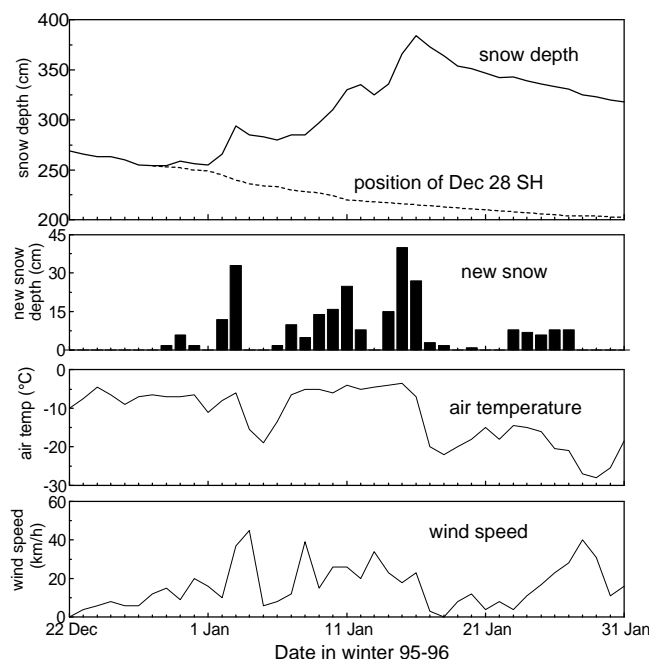 400
350
300
250
200
snow depth (cm)
snow depth
position of Dec 28 SH
45
30
15
0
new snow
depth (cm)
new snow
0
-10
-20
-30
air temp (°C)
air temperature
60
40
20
0
wind speed
(km/h)
wind speed
22 Dec
1 Jan
11 Jan
21 Jan
31 Jan
Date in winter 95-96